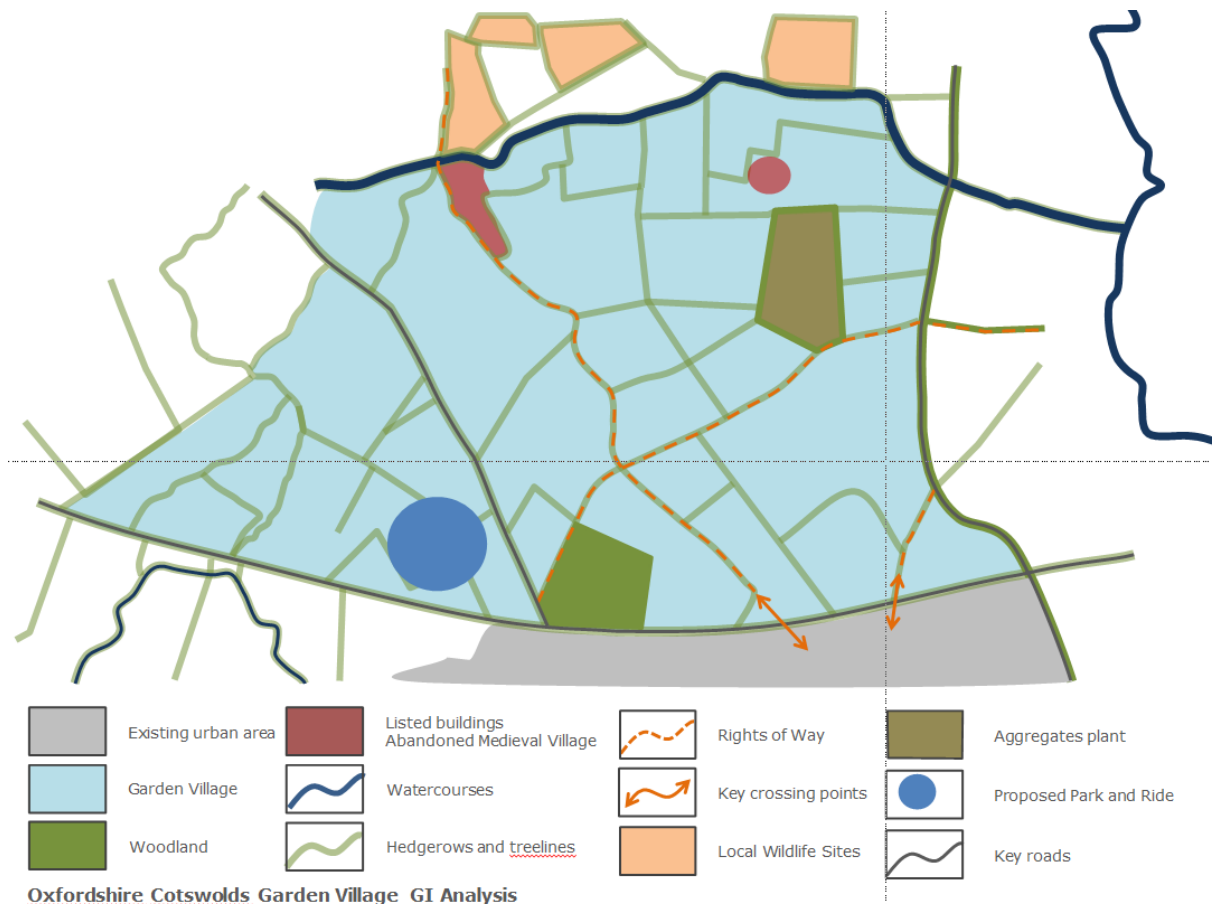 Existing urban area
Listed buildings
Abandoned Medieval Village
Rights of Way
Aggregates plant
Garden Village
Watercourses
Key crossing points
Proposed Park and Ride
Woodland
Hedgerows and treelines
Local Wildlife Sites
Key roads
Oxfordshire Cotswolds Garden Village GI Analysis